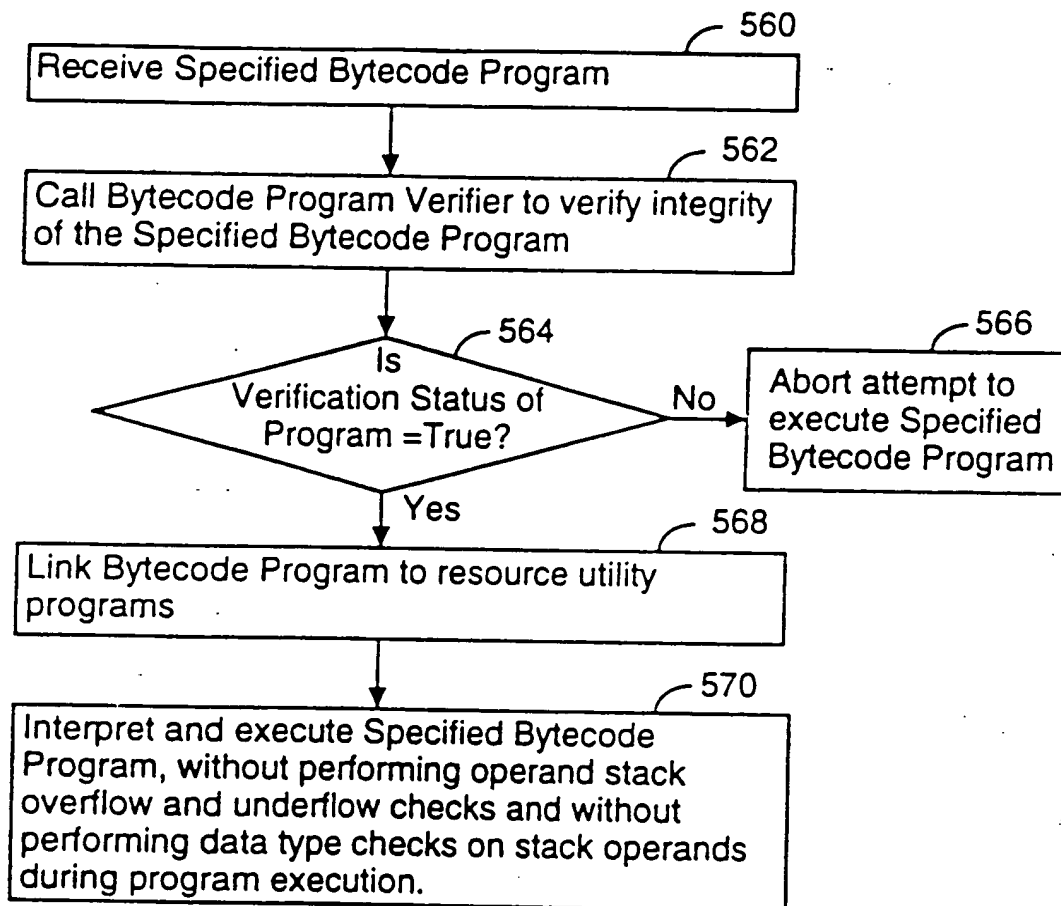 560
Receive Specified Bytecode Program
562
Call Bytecode Program Verifier to verify integrity
of the Specified Bytecode Program
564
Is
Verification Status of
Program =True?
No
566
Abort attempt to
execute Specified
Bytecode Program
Yes
568
Link Bytecode Program to resource utility
programs
570
Interpret and execute Specified Bytecode
Program, without performing operand stack
overflow and underflow checks and without
performing data type checks on stack operands
during program execution.